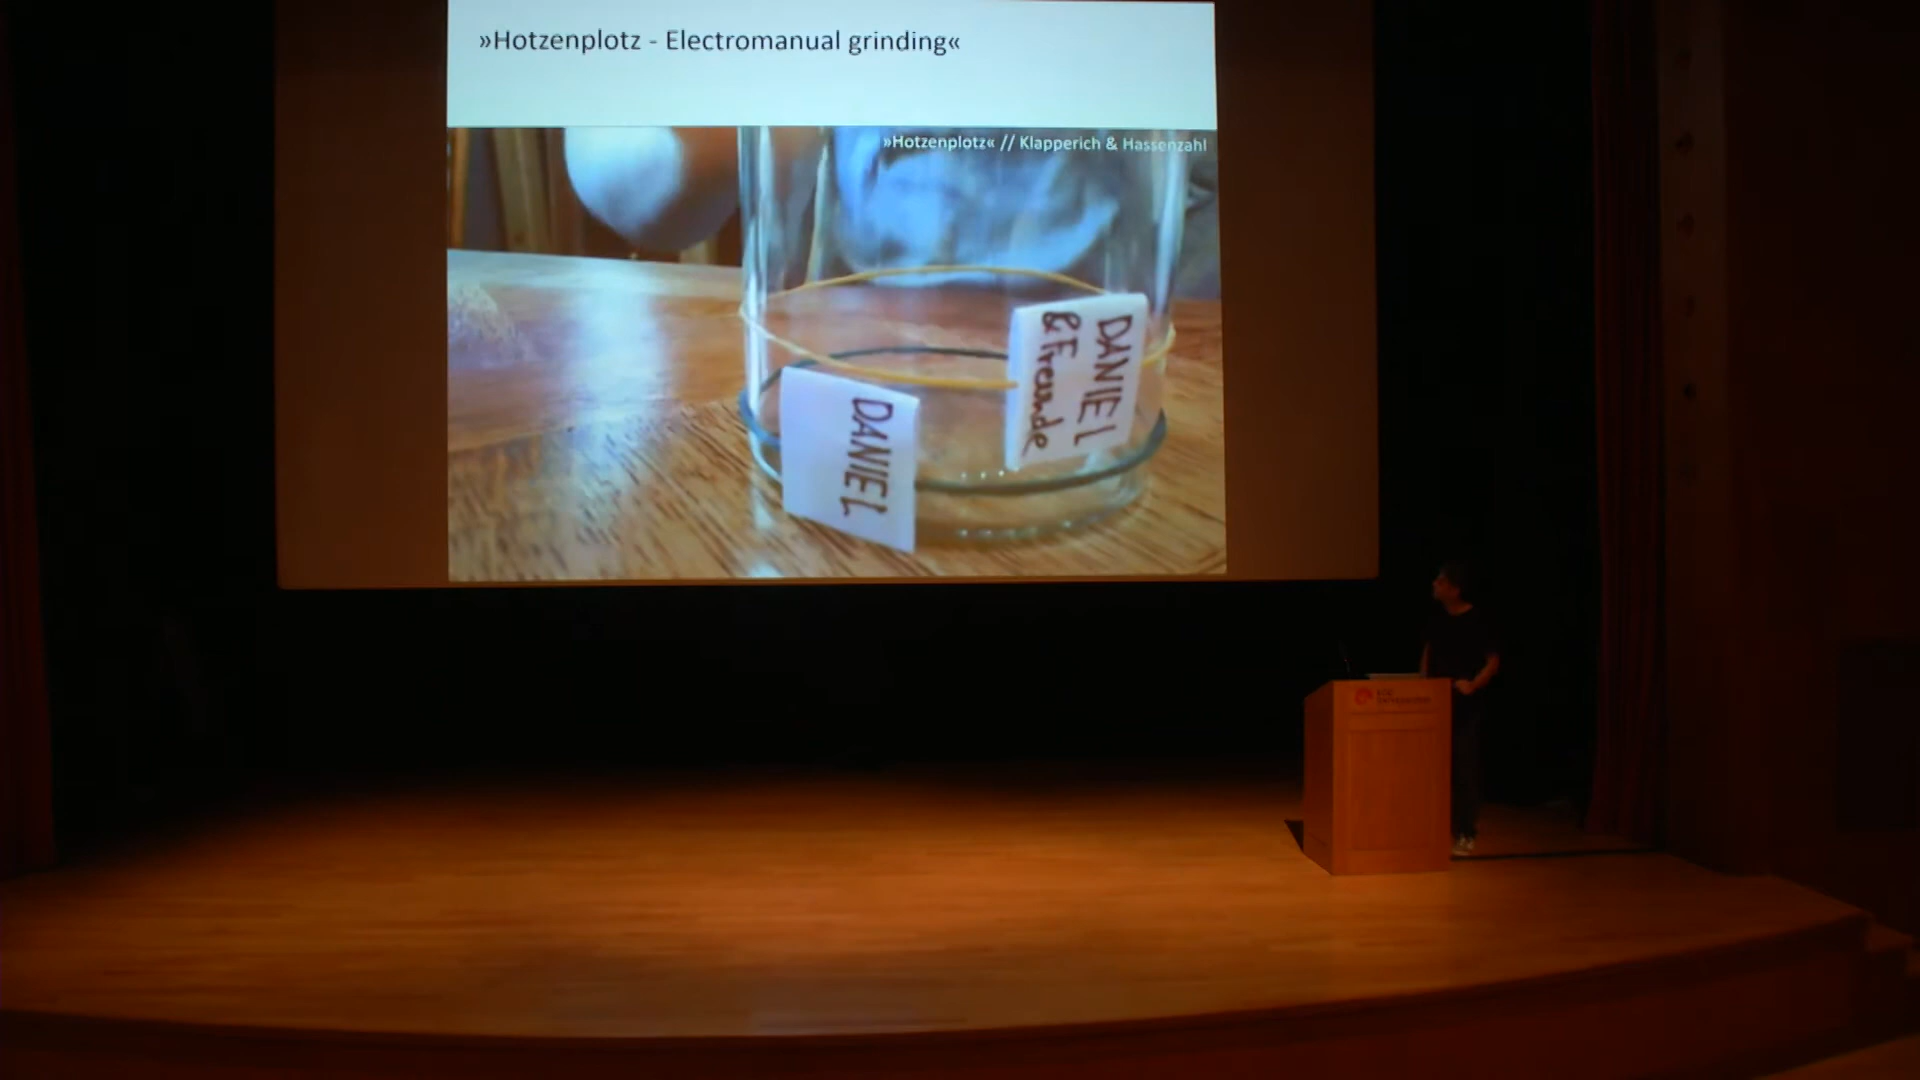 »Hotzenplotz - Electromanual grinding«
»Hotzenplotz« // Klapperich & Hassenzahl
DANIEL
& Freunde
DANIEL